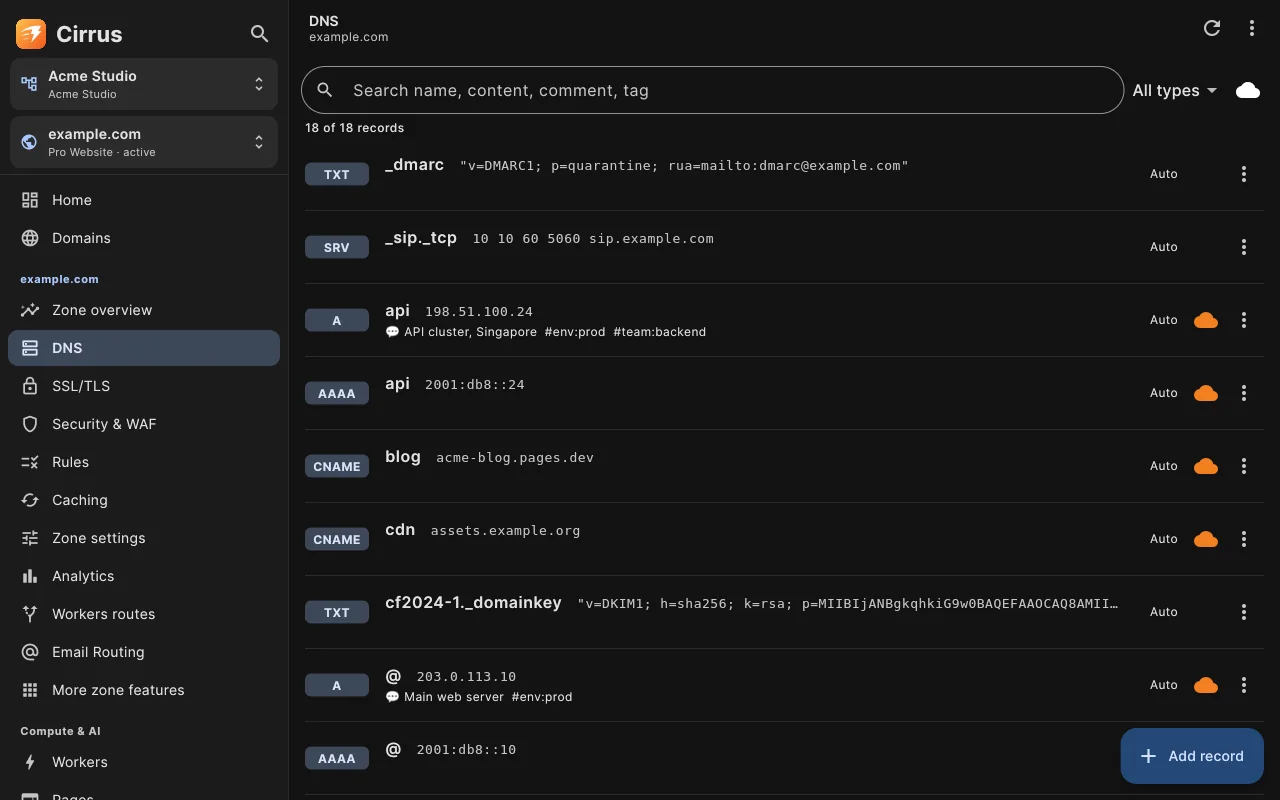 Cirrus
Acme Studio
Acme Studio
example.com
Pro Website · active
Home
Domains
example.com
Zone overview
DNS
SSL/TLS
Security & WAF
Rules
Caching
Zone settings
Analytics
Workers routes
Email Routing
More zone features
Compute & AI
Workers
Pages
DNS
example.com
Search name, content, comment, tag
All types
18 of 18 records
TXT _dmarc "v=DMARC1; p=quarantine; rua=mailto:dmarc@example.com" Auto
SRV _sip._tcp 10 10 60 5060 sip.example.com Auto
A api 198.51.100.24 Auto
💬 API cluster, Singapore #env:prod #team:backend
AAAA api 2001:db8::24 Auto
CNAME blog acme-blog.pages.dev Auto
CNAME cdn assets.example.org Auto
TXT cf2024-1._domainkey "v=DKIM1; h=sha256; k=rsa; p=MIIBIjANBgkqhkiG9w0BAQEFAAOCAQ8AMII… Auto
A @ 203.0.113.10 Auto
💬 Main web server #env:prod
AAAA @ 2001:db8::10
Add record